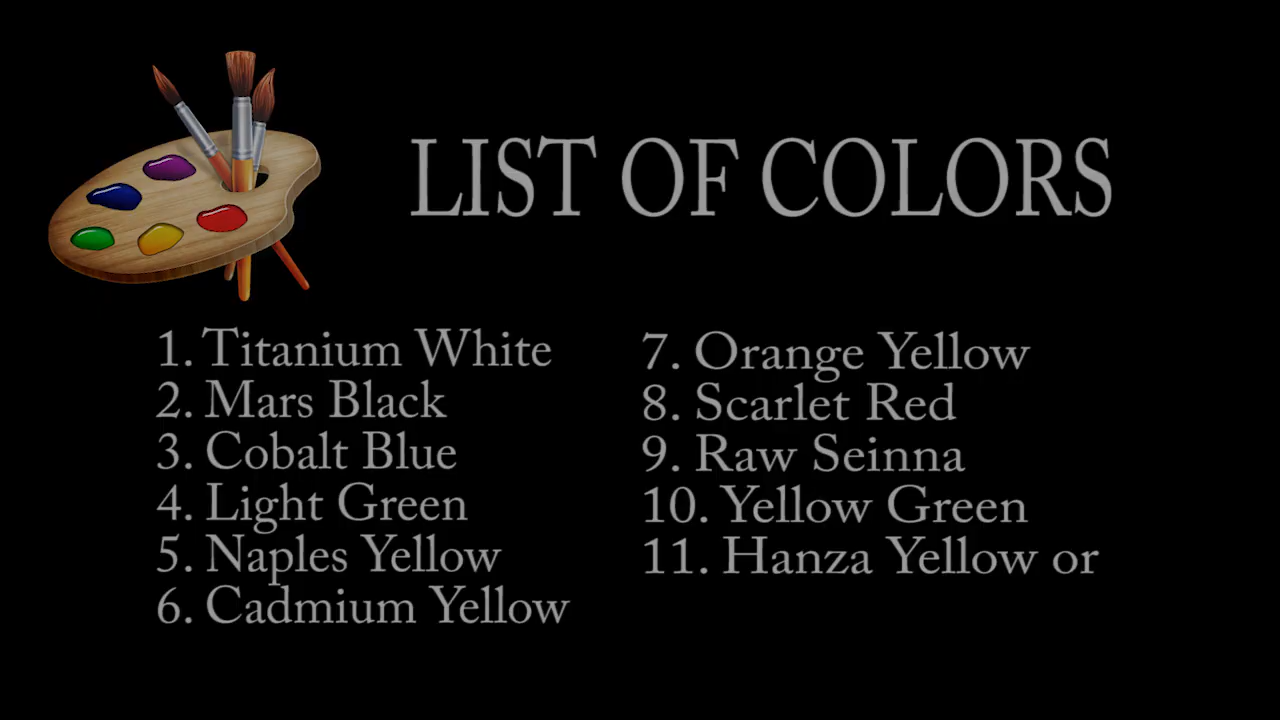 LIST OF COLORS
1. Titanium White
2. Mars Black
3. Cobalt Blue
4. Light Green
5. Naples Yellow
6. Cadmium Yellow
7. Orange Yellow
8. Scarlet Red
9. Raw Seinna
10. Yellow Green
11. Hanza Yellow or